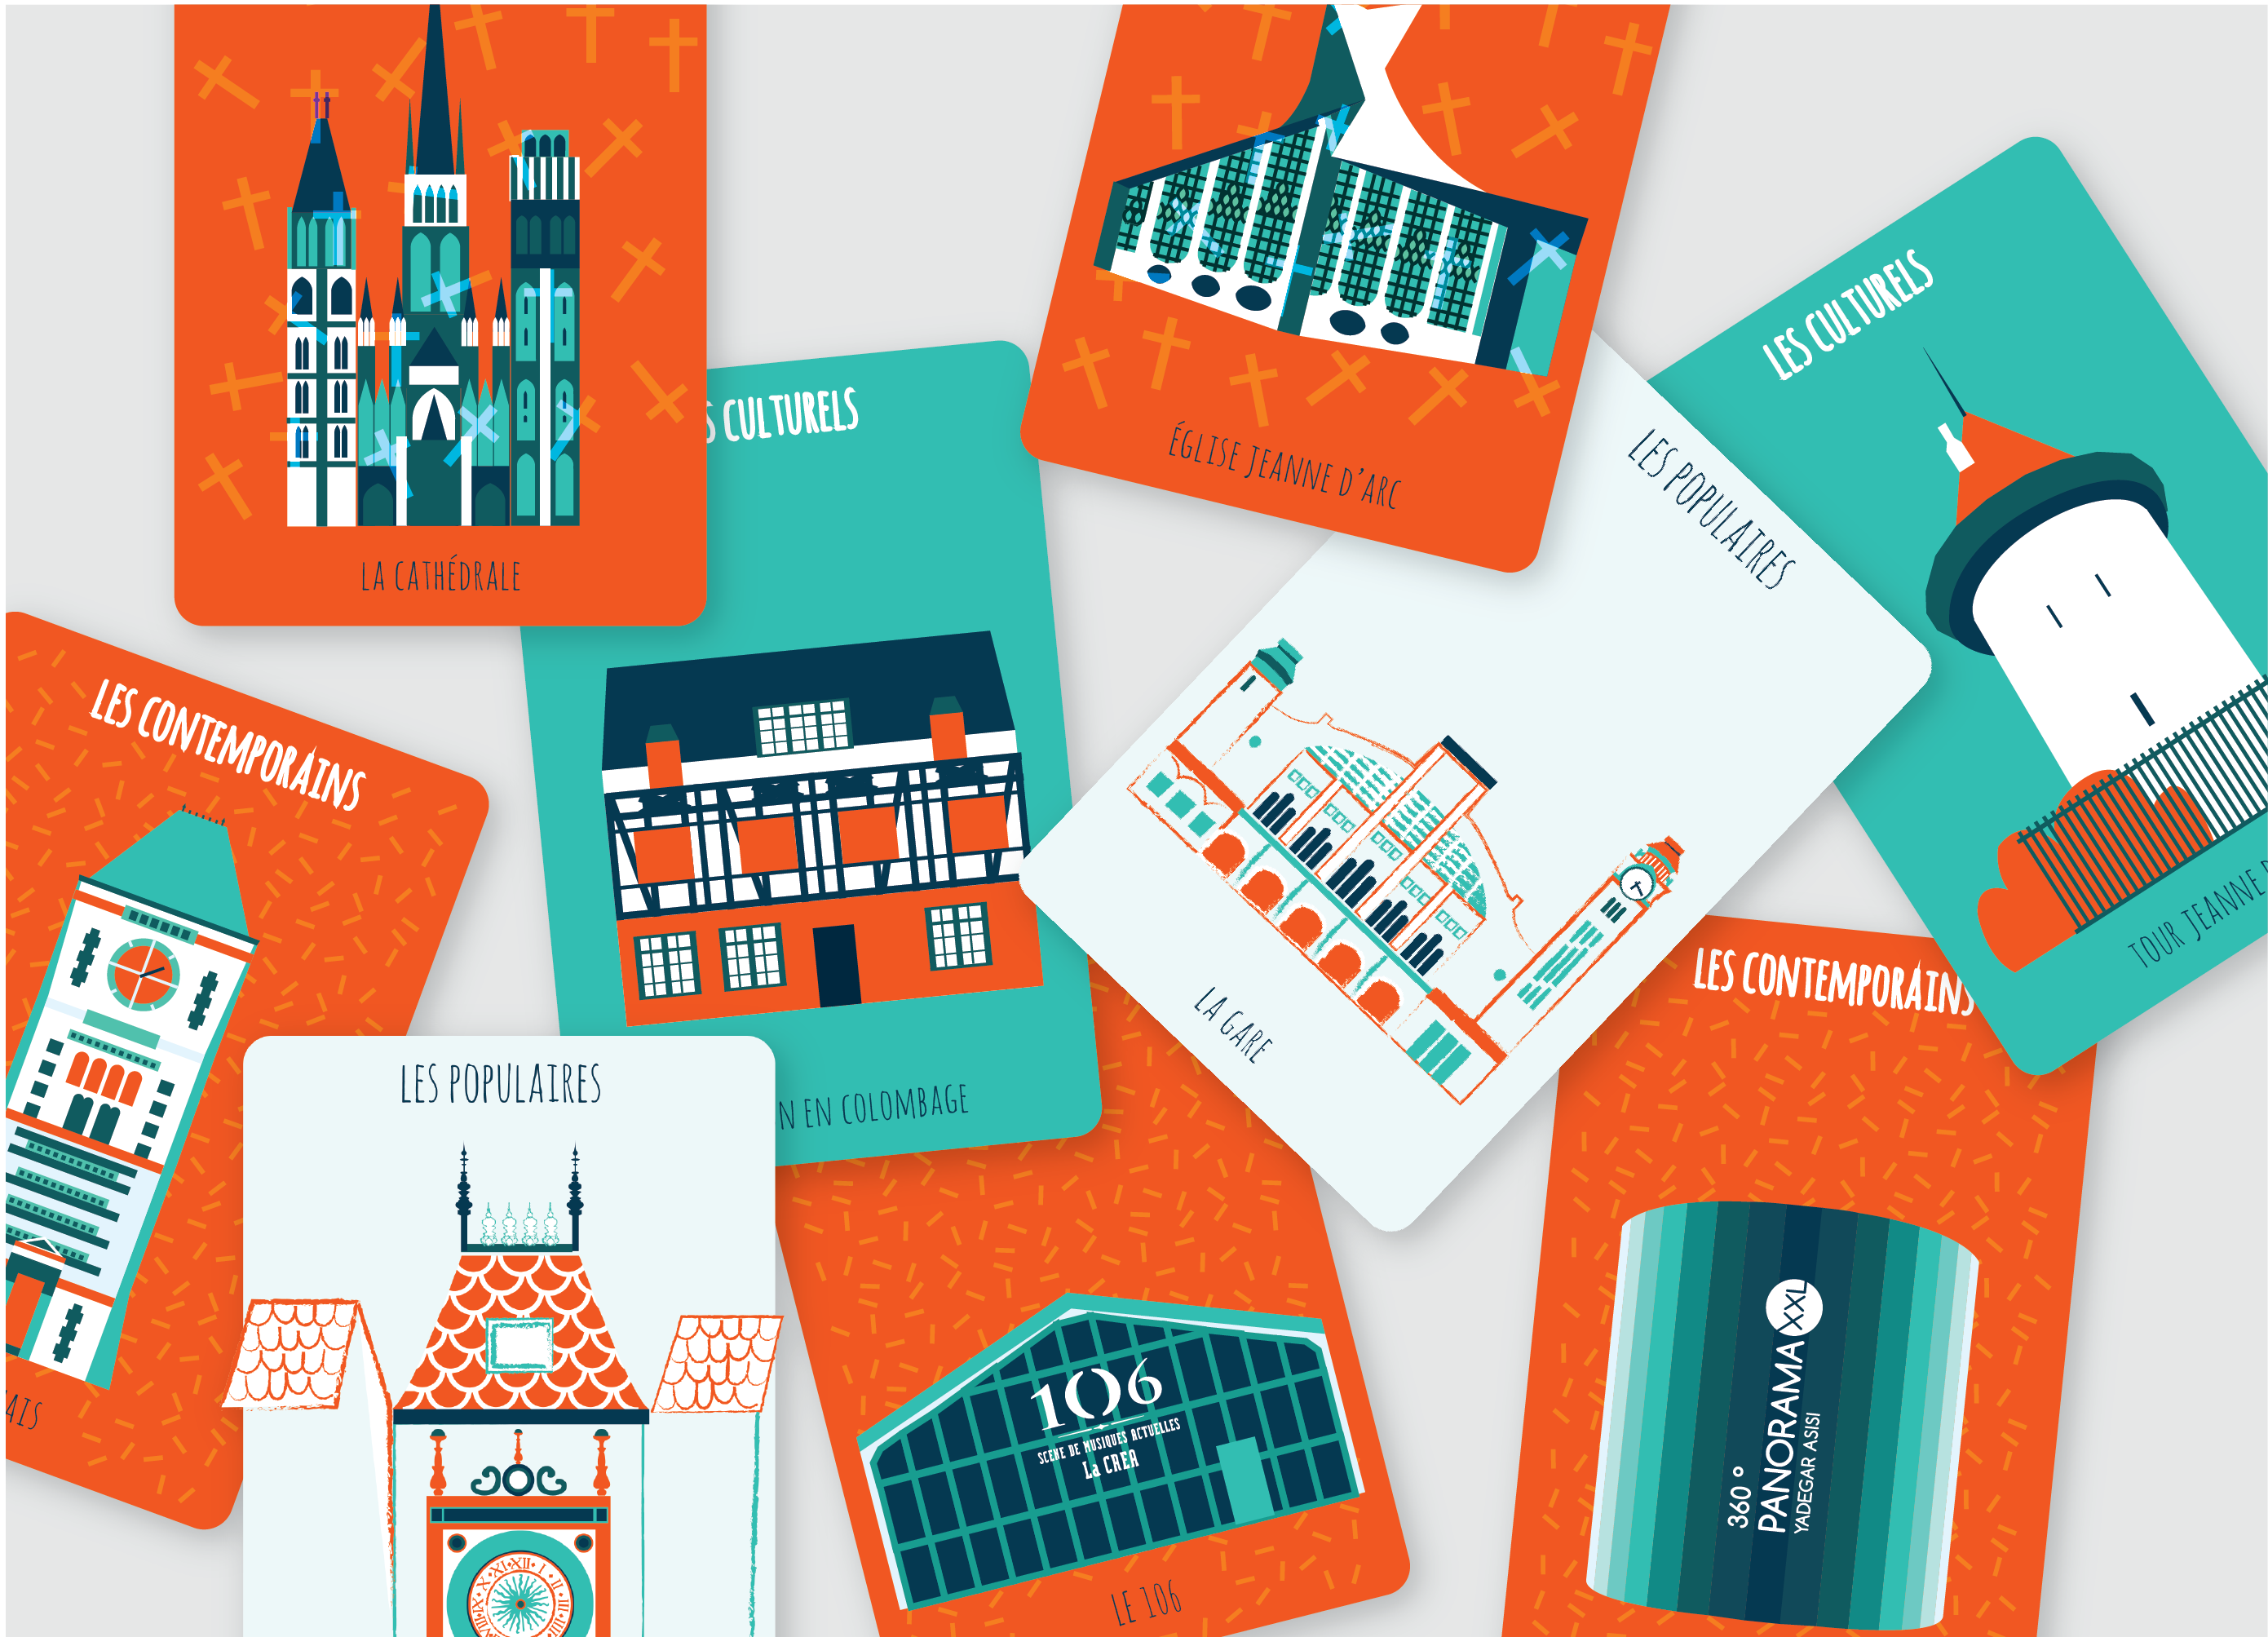 LA CATHÉDRALE
ÉGLISE JEANNE D'ARC
LES CULTURELS
CULTURELS
LES POPULAIRES
LES CONTEMPORAINS
LA GARE
TOUR JEANNE
LES CONTEMPORAINS
LES POPULAIRES
EN COLOMBAGE
106
SCENE DE MUSIQUES ACTUELLES
La CREA
LE 106
360°
PANORAMA XXL
YADEGAR ASISI